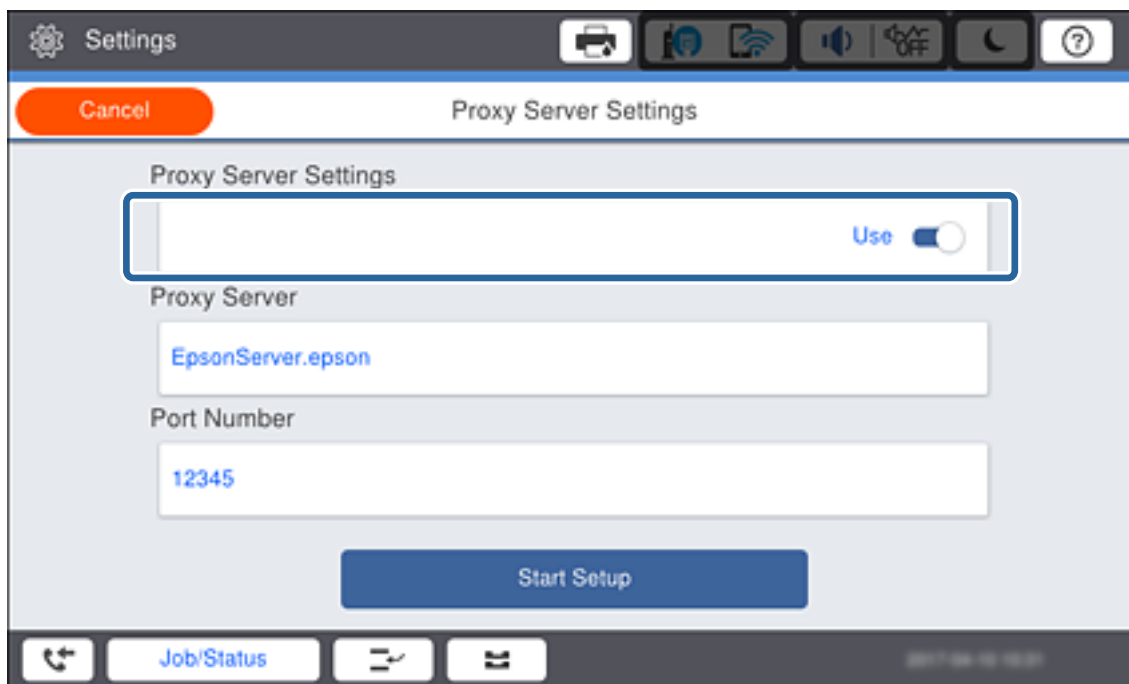 Settings
OFF
?
Cancel
Proxy Server Settings
Proxy Server Settings
Use
Proxy Server
EpsonServer.epson
Port Number
12345
Start Setup
Job/Status